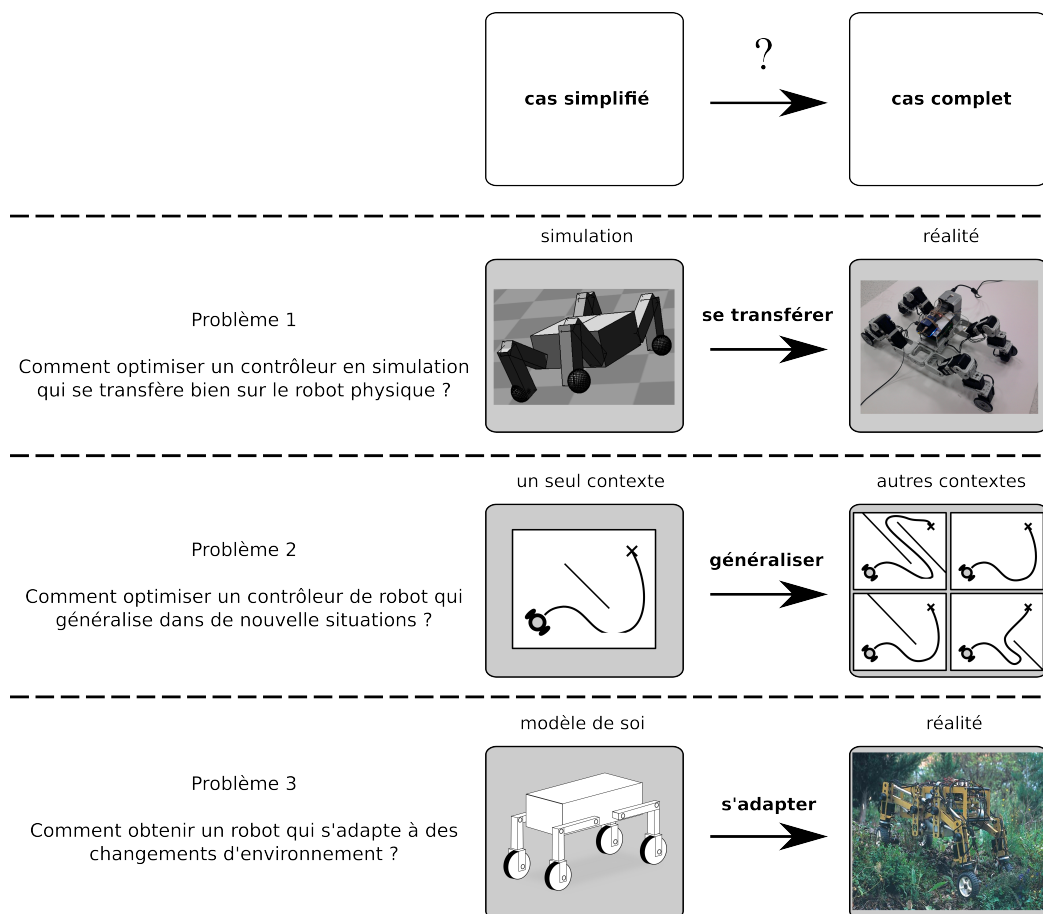 ?
cas simplifié
cas complet
simulation
réalité
Problème 1
Comment optimiser un contrôleur en simulation
qui se transfère bien sur le robot physique ?
se transférer
un seul contexte
autres contextes
Problème 2
Comment optimiser un contrôleur de robot qui
généralise dans de nouvelle situations ?
généraliser
modèle de soi
réalité
Problème 3
Comment obtenir un robot qui s'adapte à des
changements d'environnement ?
s'adapter